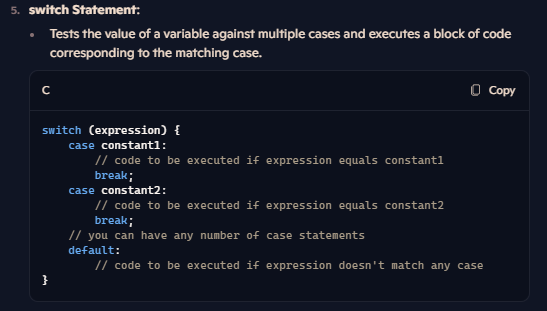 5. switch Statement:
▪ Tests the value of a variable against multiple cases and executes a block of code
corresponding to the matching case.
C Copy
switch (expression) {
    case constant1:
        // code to be executed if expression equals constant1
        break;
    case constant2:
        // code to be executed if expression equals constant2
        break;
    // you can have any number of case statements
    default:
        // code to be executed if expression doesn't match any case
}